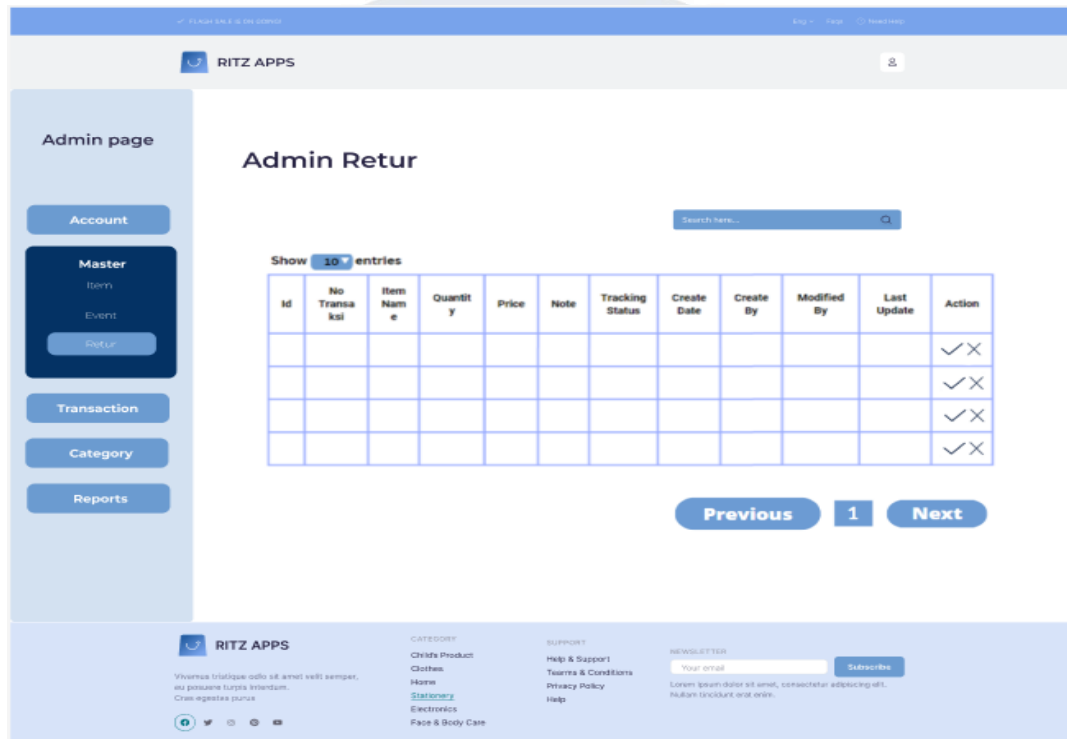 FLASH SALE IS ON GOING!
Eng
Faqs
Need Help
RITZ APPS
Admin page
Admin Retur
Account
Master
Item
Event
Retur
Transaction
Category
Reports
Search here...
Show 10 entries
Id
No
Transa
ksi
Item
Nam
e
Quantit
y
Price
Note
Tracking
Status
Create
Date
Create
By
Modified
By
Last
Update
Action
Previous 1 Next
RITZ APPS
Vivamus tristique odio sit amet velit semper,
eu posuere turpis interdum.
Cras egestas purus
CATEGORY
Child's Product
Clothes
Home
Stationery
Electronics
Face & Body Care
SUPPORT
Help & Support
Tearms & Conditions
Privacy Policy
Help
NEWSLETTER
Your email
Subscribe
Lorem ipsum dolor sit amet, consectetur adipiscing elit.
Nullam tincidunt erat enim.